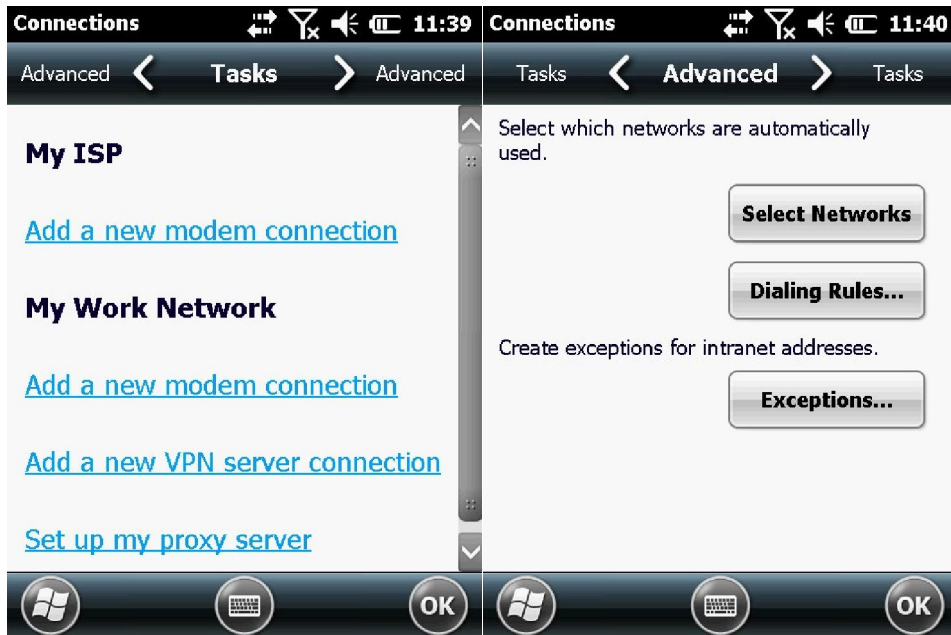 Connections 11:39
Advanced Tasks Advanced
My ISP
Add a new modem connection
My Work Network
Add a new modem connection
Add a new VPN server connection
Set up my proxy server
OK
Connections 11:40
Tasks Advanced Tasks
Select which networks are automatically
used.
Select Networks
Dialing Rules...
Create exceptions for intranet addresses.
Exceptions...
OK